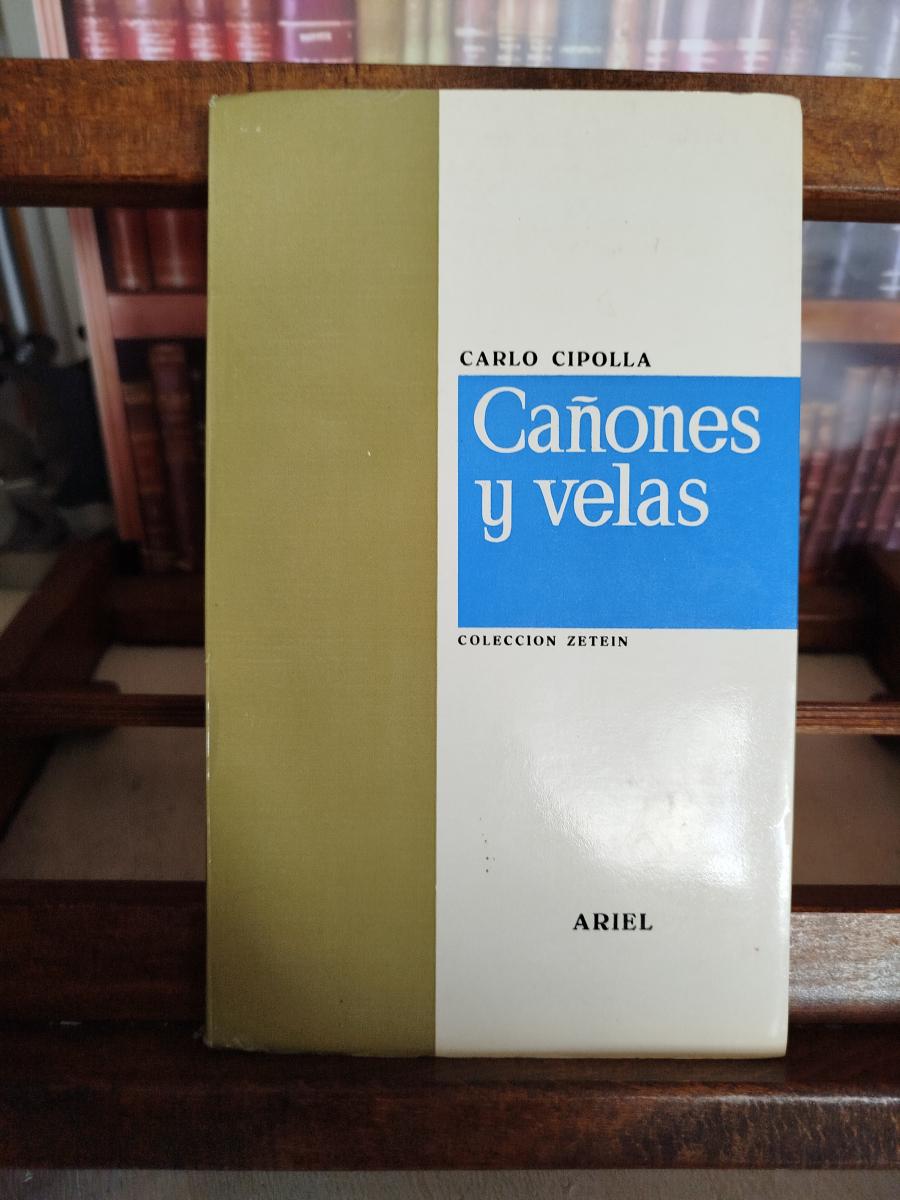 CARLO CIPOLLA
Cañones
y velas
COLECCION ZETEIN
ARIEL